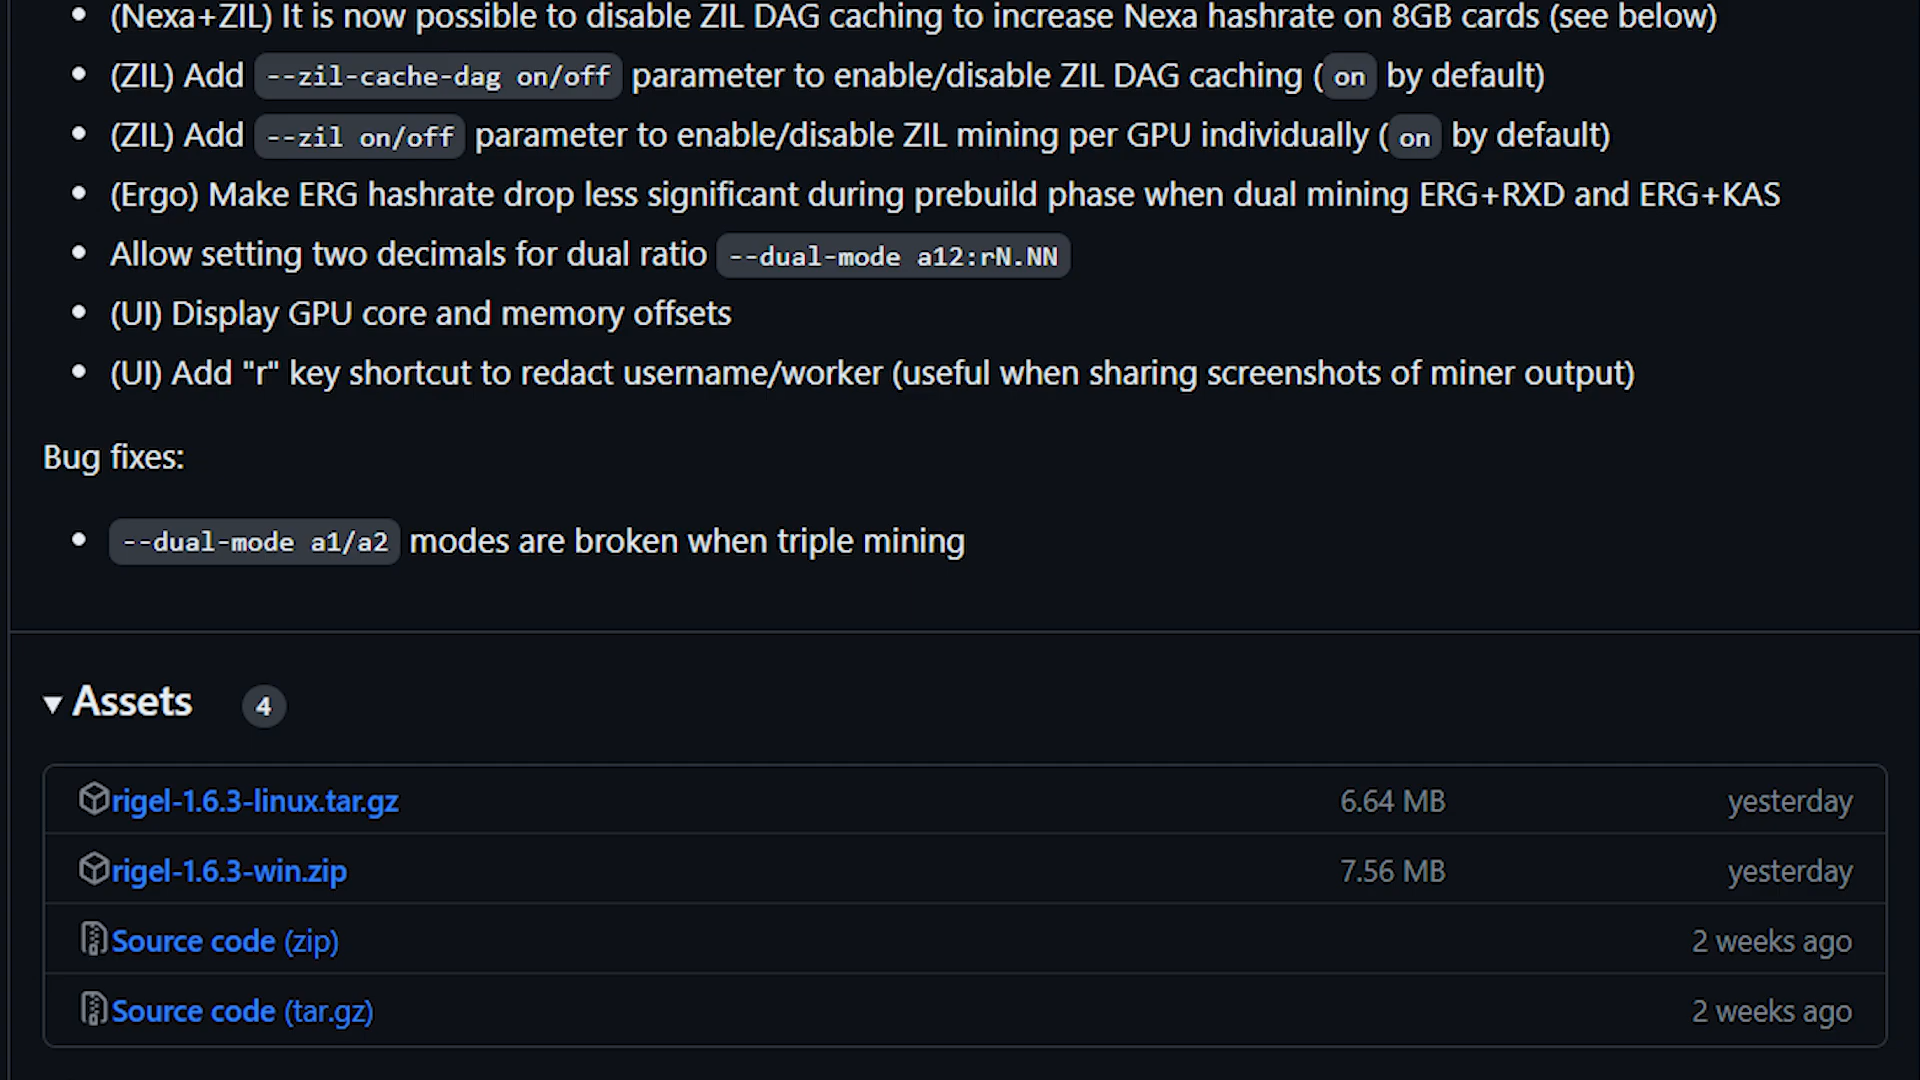 • (Nexa+ZIL) It is now possible to disable ZIL DAG caching to increase Nexa hashrate on 8GB cards (see below)
• (ZIL) Add --zil-cache-dag on/off parameter to enable/disable ZIL DAG caching (on by default)
• (ZIL) Add --zil on/off parameter to enable/disable ZIL mining per GPU individually (on by default)
• (Ergo) Make ERG hashrate drop less significant during prebuild phase when dual mining ERG+RXD and ERG+KAS
• Allow setting two decimals for dual ratio --dual-mode a12:rN.NN
• (UI) Display GPU core and memory offsets
• (UI) Add "r" key shortcut to redact username/worker (useful when sharing screenshots of miner output)
Bug fixes:
• --dual-mode a1/a2 modes are broken when triple mining
▼ Assets 4
rigel-1.6.3-linux.tar.gz 6.64 MB yesterday
rigel-1.6.3-win.zip 7.56 MB yesterday
Source code (zip) 2 weeks ago
Source code (tar.gz) 2 weeks ago